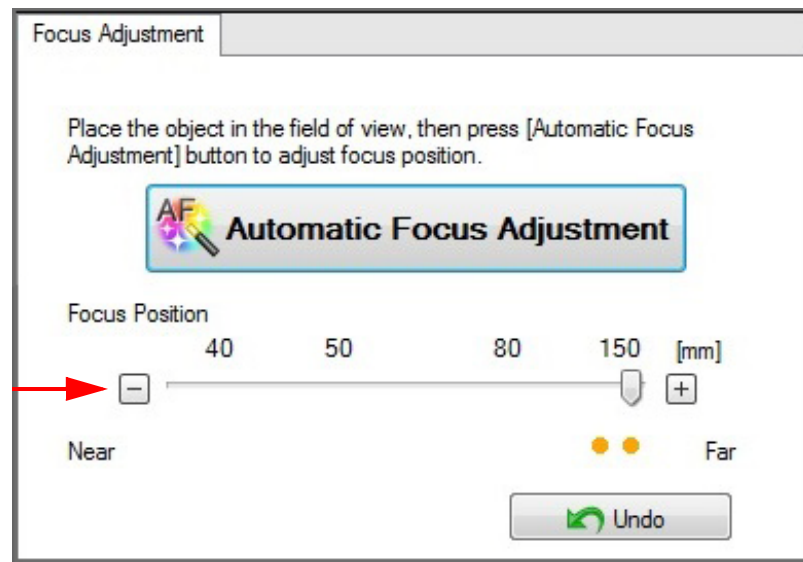 Focus Adjustment
Place the object in the field of view, then press [Automatic Focus
Adjustment] button to adjust focus position.
AF Automatic Focus Adjustment
Focus Position
40 50 80 150 [mm]
− +
Near Far
Undo